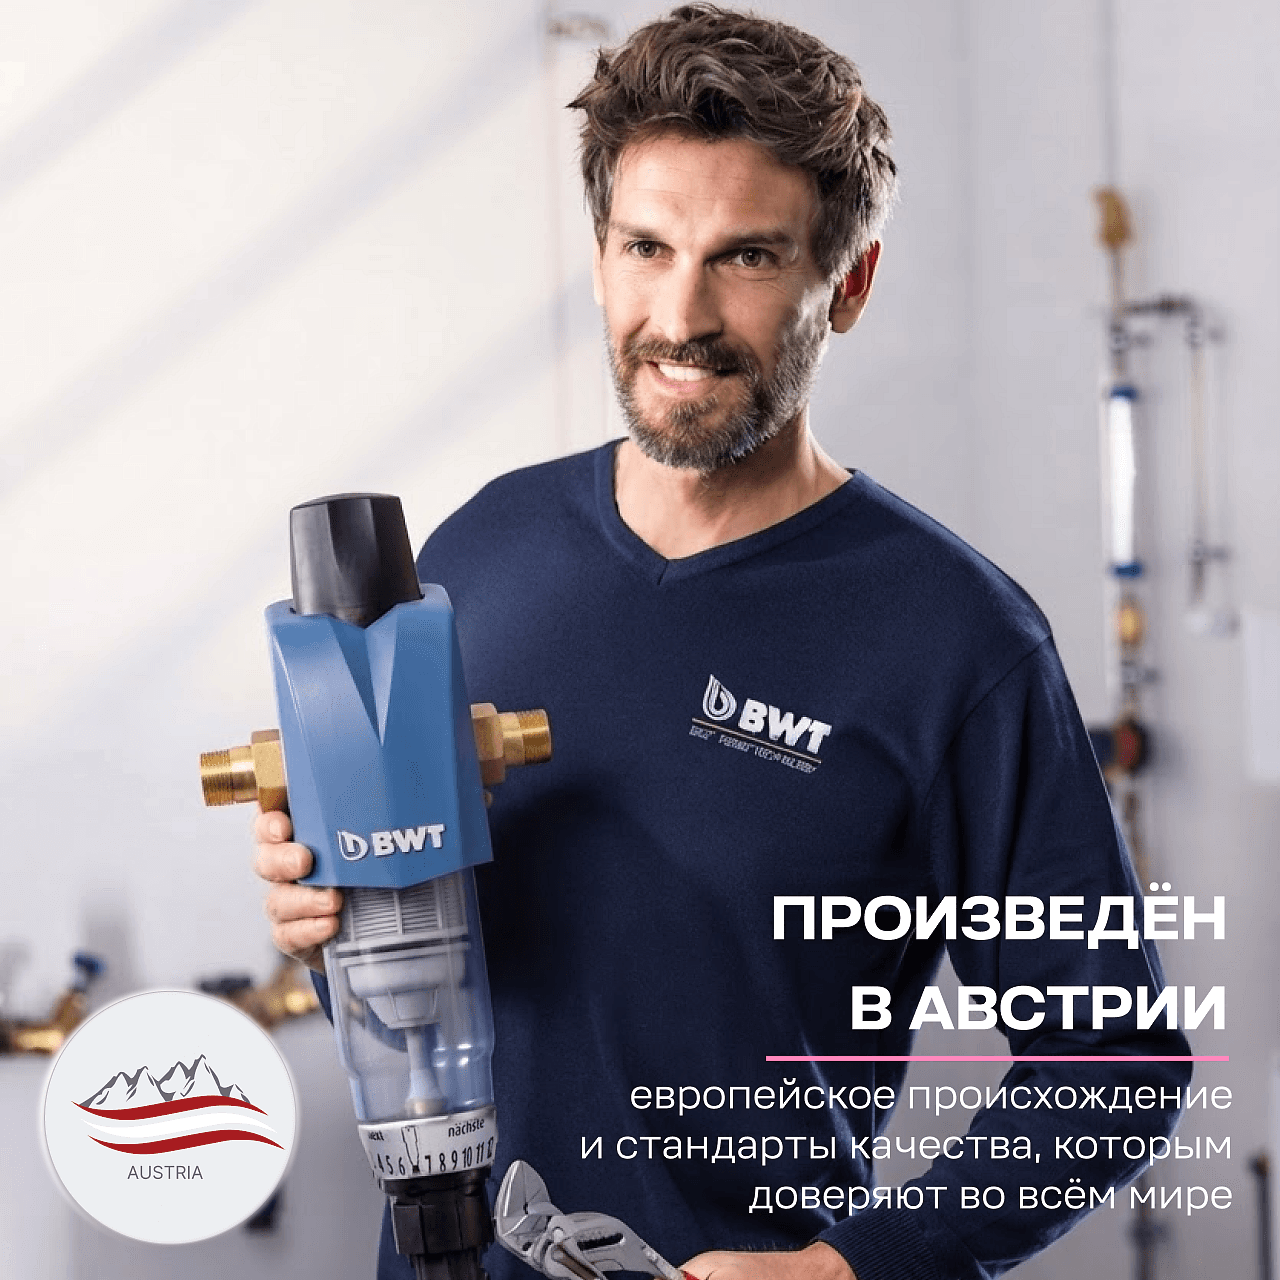 BWT
BWT
next nächste
4 5 6 7 8 9 10 11 12
ПРОИЗВЕДЁН
В АВСТРИИ
европейское происхождение
и стандарты качества, которым
доверяют во всём мире
AUSTRIA